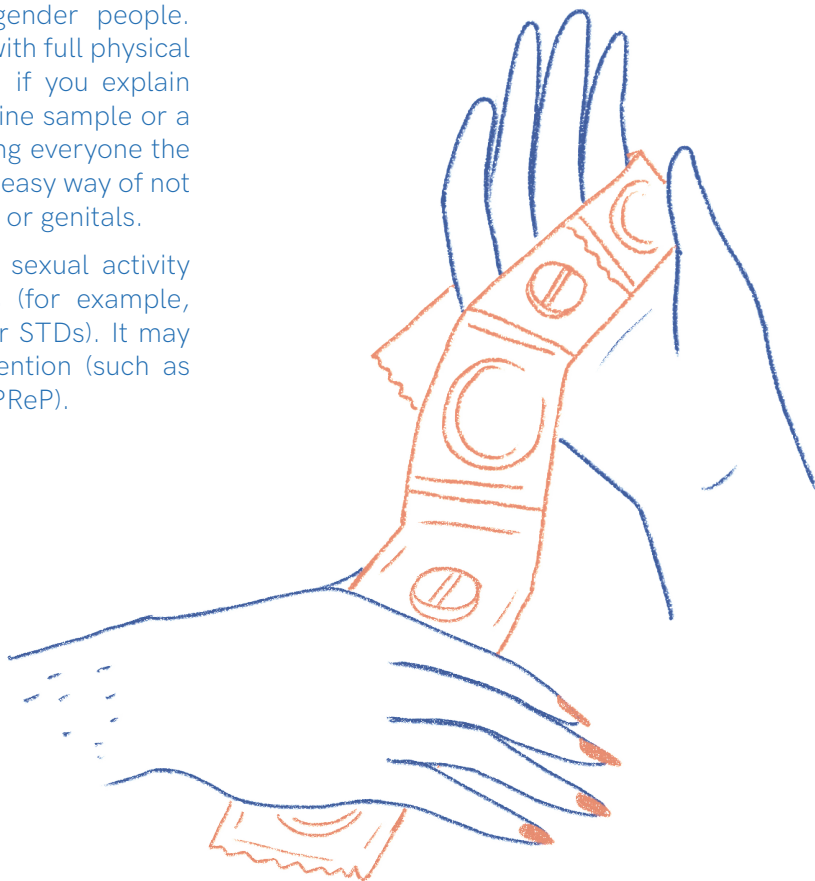 gender people.
with full physical
if you explain
ine sample or a
ng everyone the
easy way of not
or genitals.
sexual activity
(for example,
r STDs). It may
ention (such as
PReP).